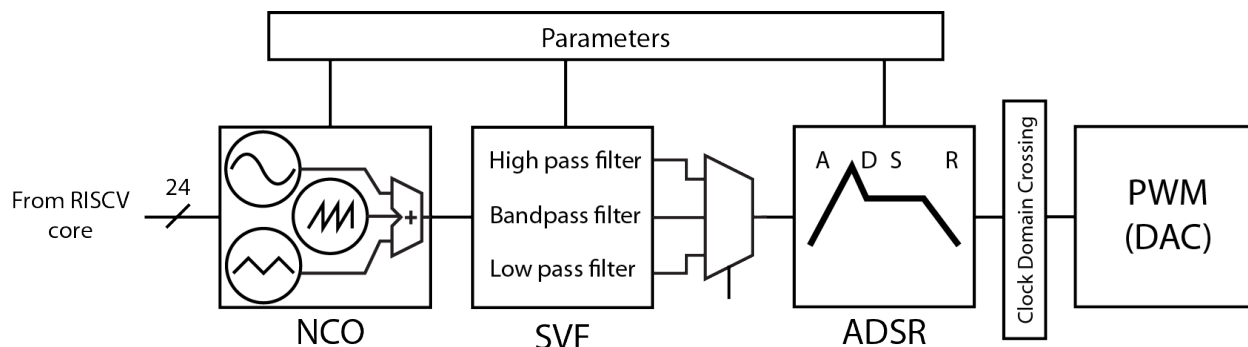 Parameters
From RISCV
core
24
+
High pass filter
Bandpass filter
Low pass filter
A D S R
Clock Domain Crossing
PWM
(DAC)
NCO
SVF
ADSR